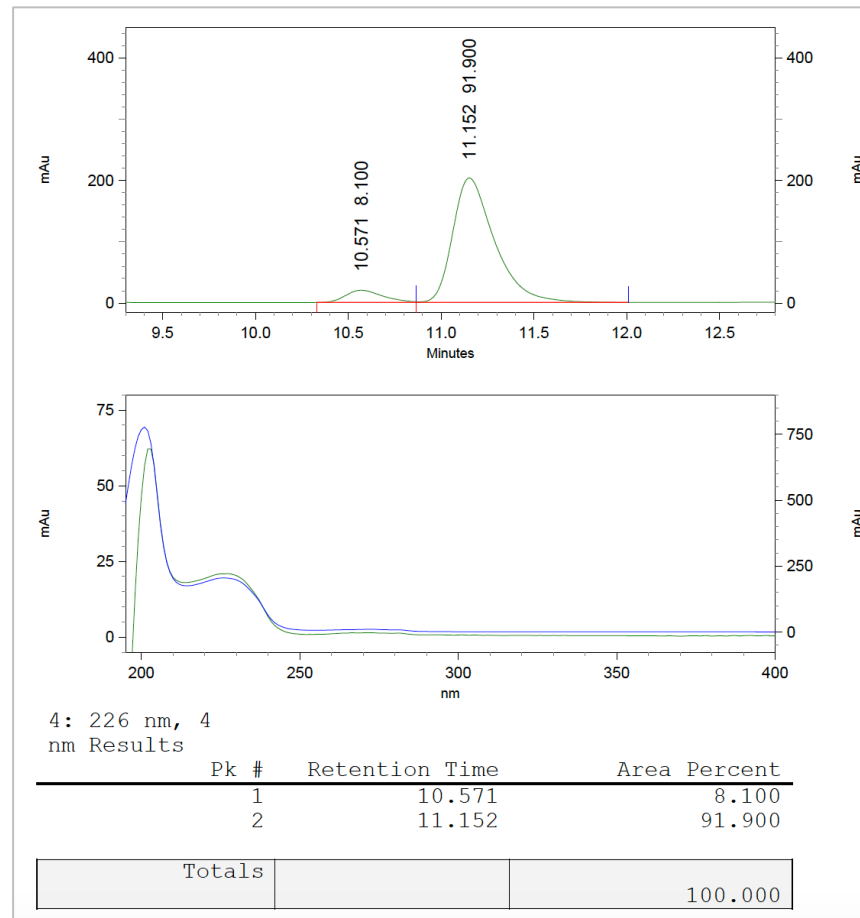 400
400
200
200
0
0
mAu
mAu
10.571 8.100
11.152 91.900
9.5 10.0 10.5 11.0 11.5 12.0 12.5
Minutes
75
750
50
500
25
250
0
0
mAu
mAu
200 250 300 350 400
nm
4: 226 nm, 4
nm Results
Pk # Retention Time Area Percent
1 10.571 8.100
2 11.152 91.900
Totals
100.000